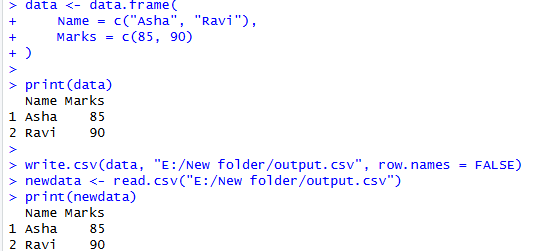 > data <- data.frame(
+     Name = c("Asha", "Ravi"),
+     Marks = c(85, 90)
+ )
>
> print(data)
  Name Marks
1 Asha    85
2 Ravi    90
>
> write.csv(data, "E:/New folder/output.csv", row.names = FALSE)
> newdata <- read.csv("E:/New folder/output.csv")
> print(newdata)
  Name Marks
1 Asha    85
2 Ravi    90